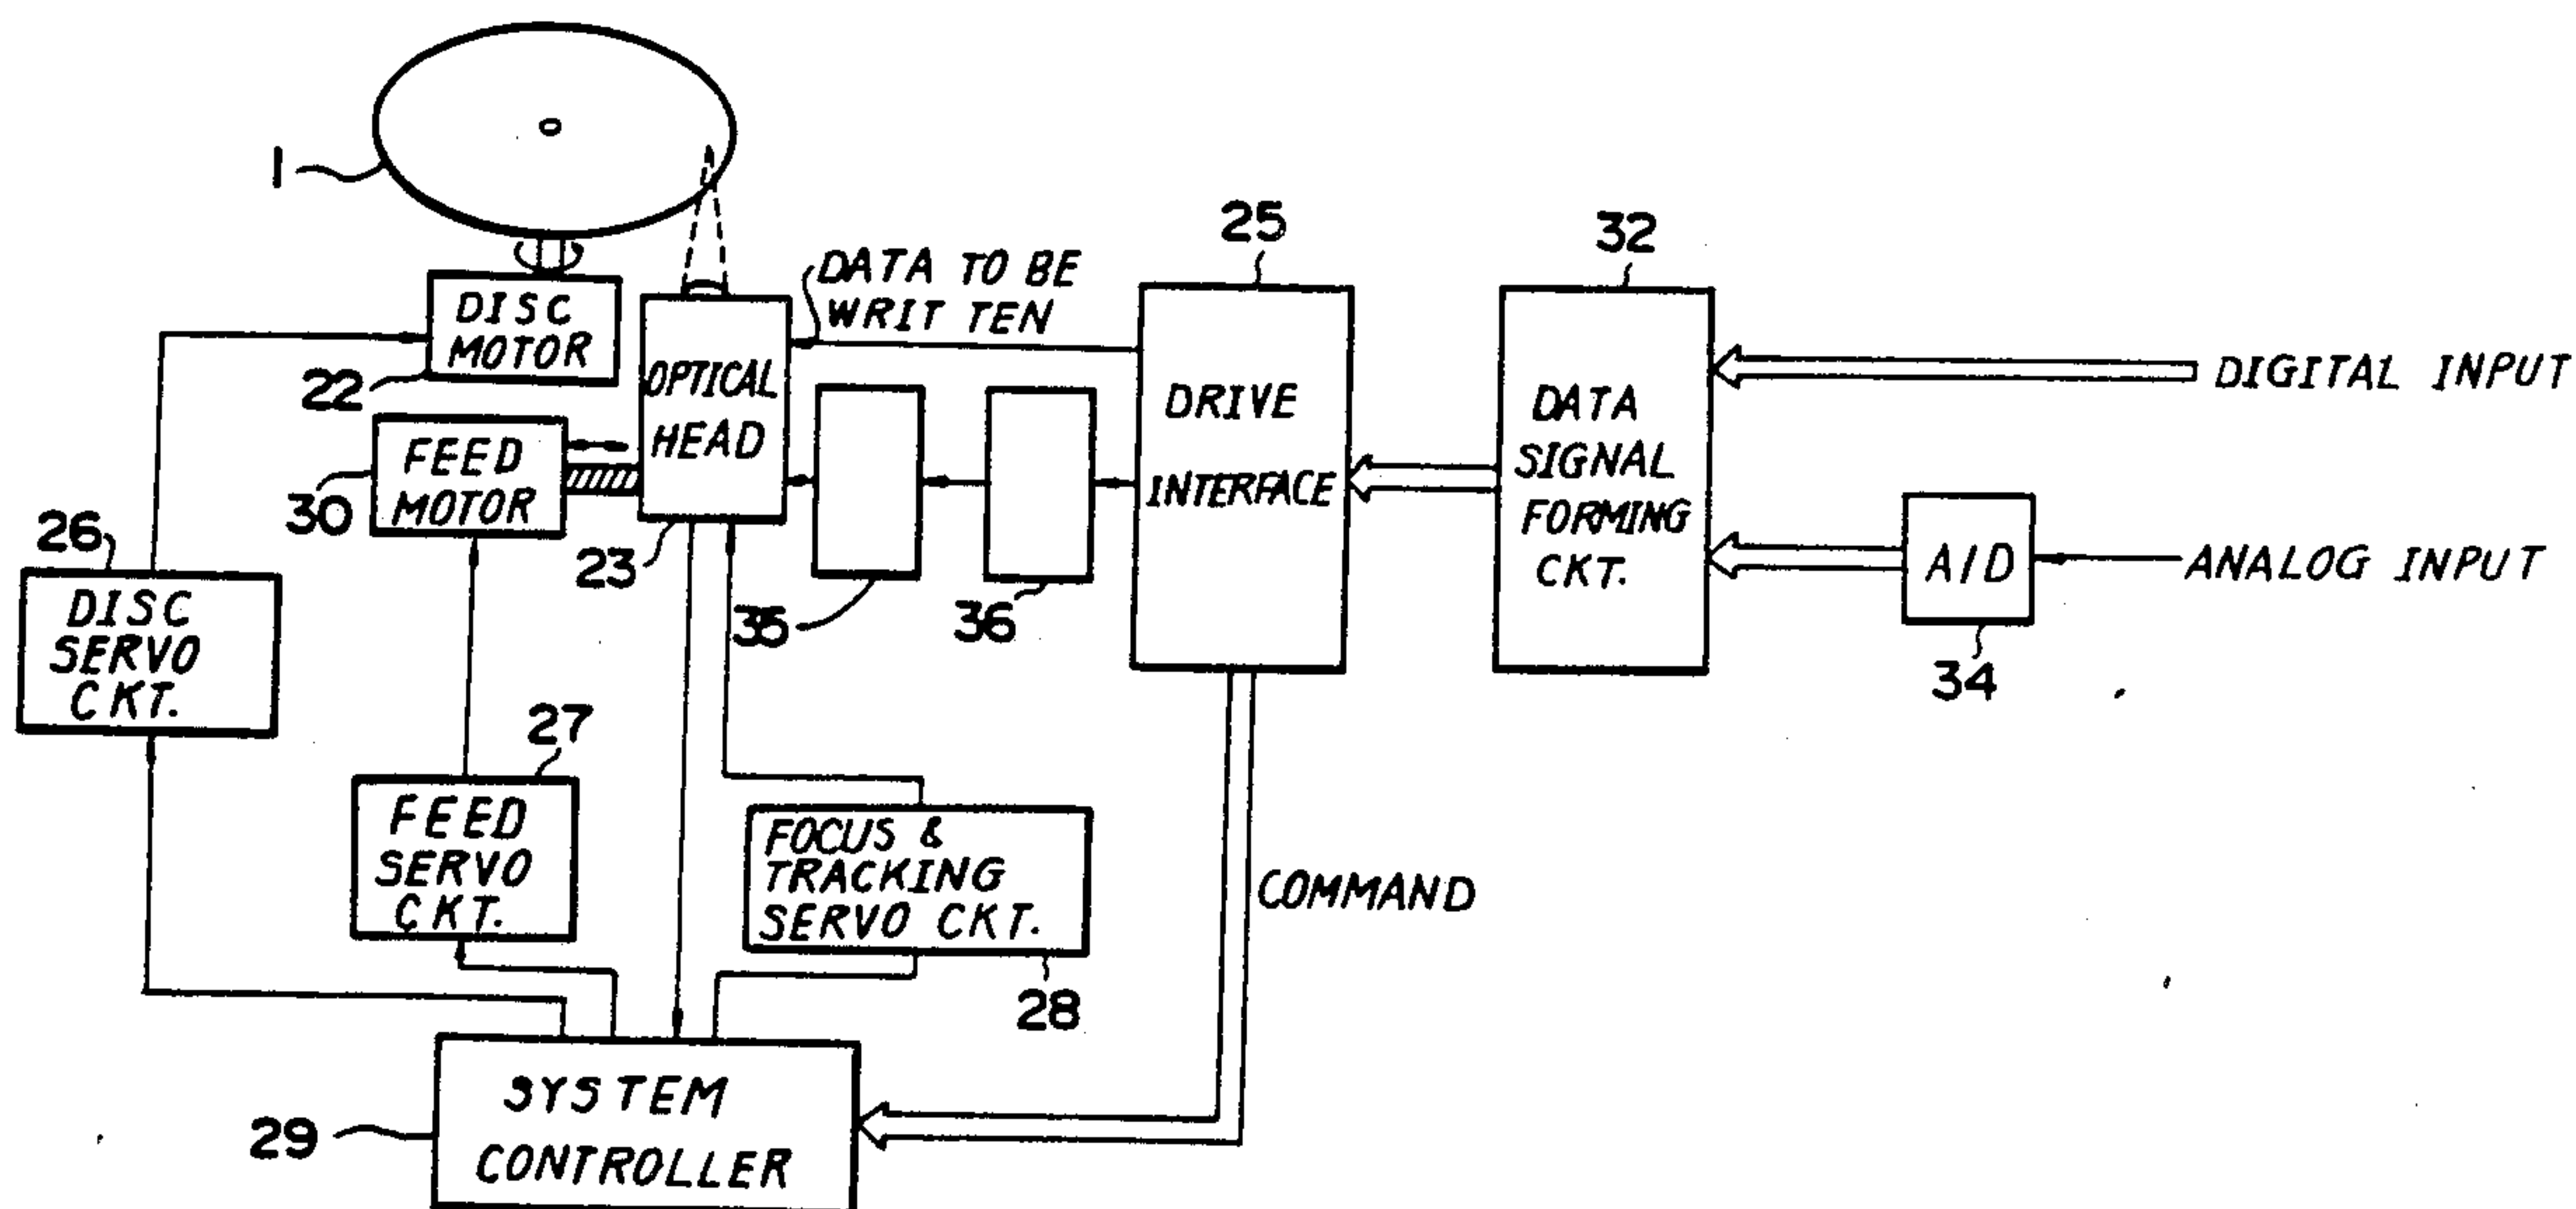 1
DISC
MOTOR
22
DATA TO BE
WRIT TEN
25
32
OPTICAL
HEAD
23
FEED
MOTOR
30
DRIVE
INTERFACE
DATA
SIGNAL
FORMING
CKT.
DIGITAL INPUT
A/D
ANALOG INPUT
34
35
36
26
DISC
SERVO
CKT.
27
FEED
SERVO
CKT.
FOCUS &
TRACKING
SERVO CKT.
28
COMMAND
29
SYSTEM
CONTROLLER